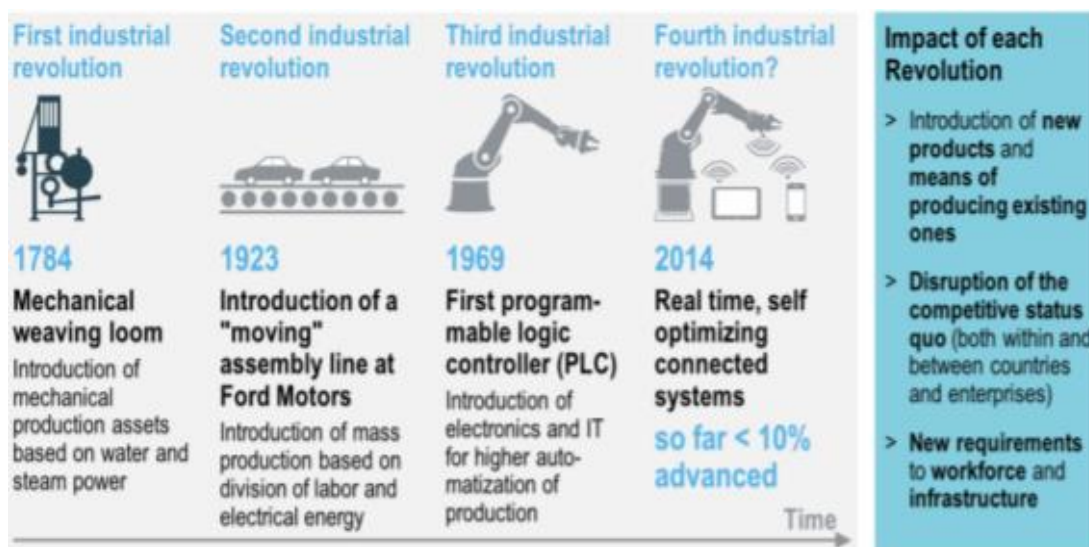 First industrial
revolution
1784
Mechanical
weaving loom
Introduction of
mechanical
production assets
based on water and
steam power
Second industrial
revolution
1923
Introduction of a
"moving"
assembly line at
Ford Motors
Introduction of mass
production based on
division of labor and
electrical energy
Third industrial
revolution
1969
First program-
mable logic
controller (PLC)
Introduction of
electronics and IT
for higher auto-
matization of
production
Fourth industrial
revolution?
2014
Real time, self
optimizing
connected
systems
so far < 10%
advanced
Time
Impact of each
Revolution
> Introduction of new
products and
means of
producing existing
ones
> Disruption of the
competitive status
quo (both within and
between countries
and enterprises)
> New requirements
to workforce and
infrastructure